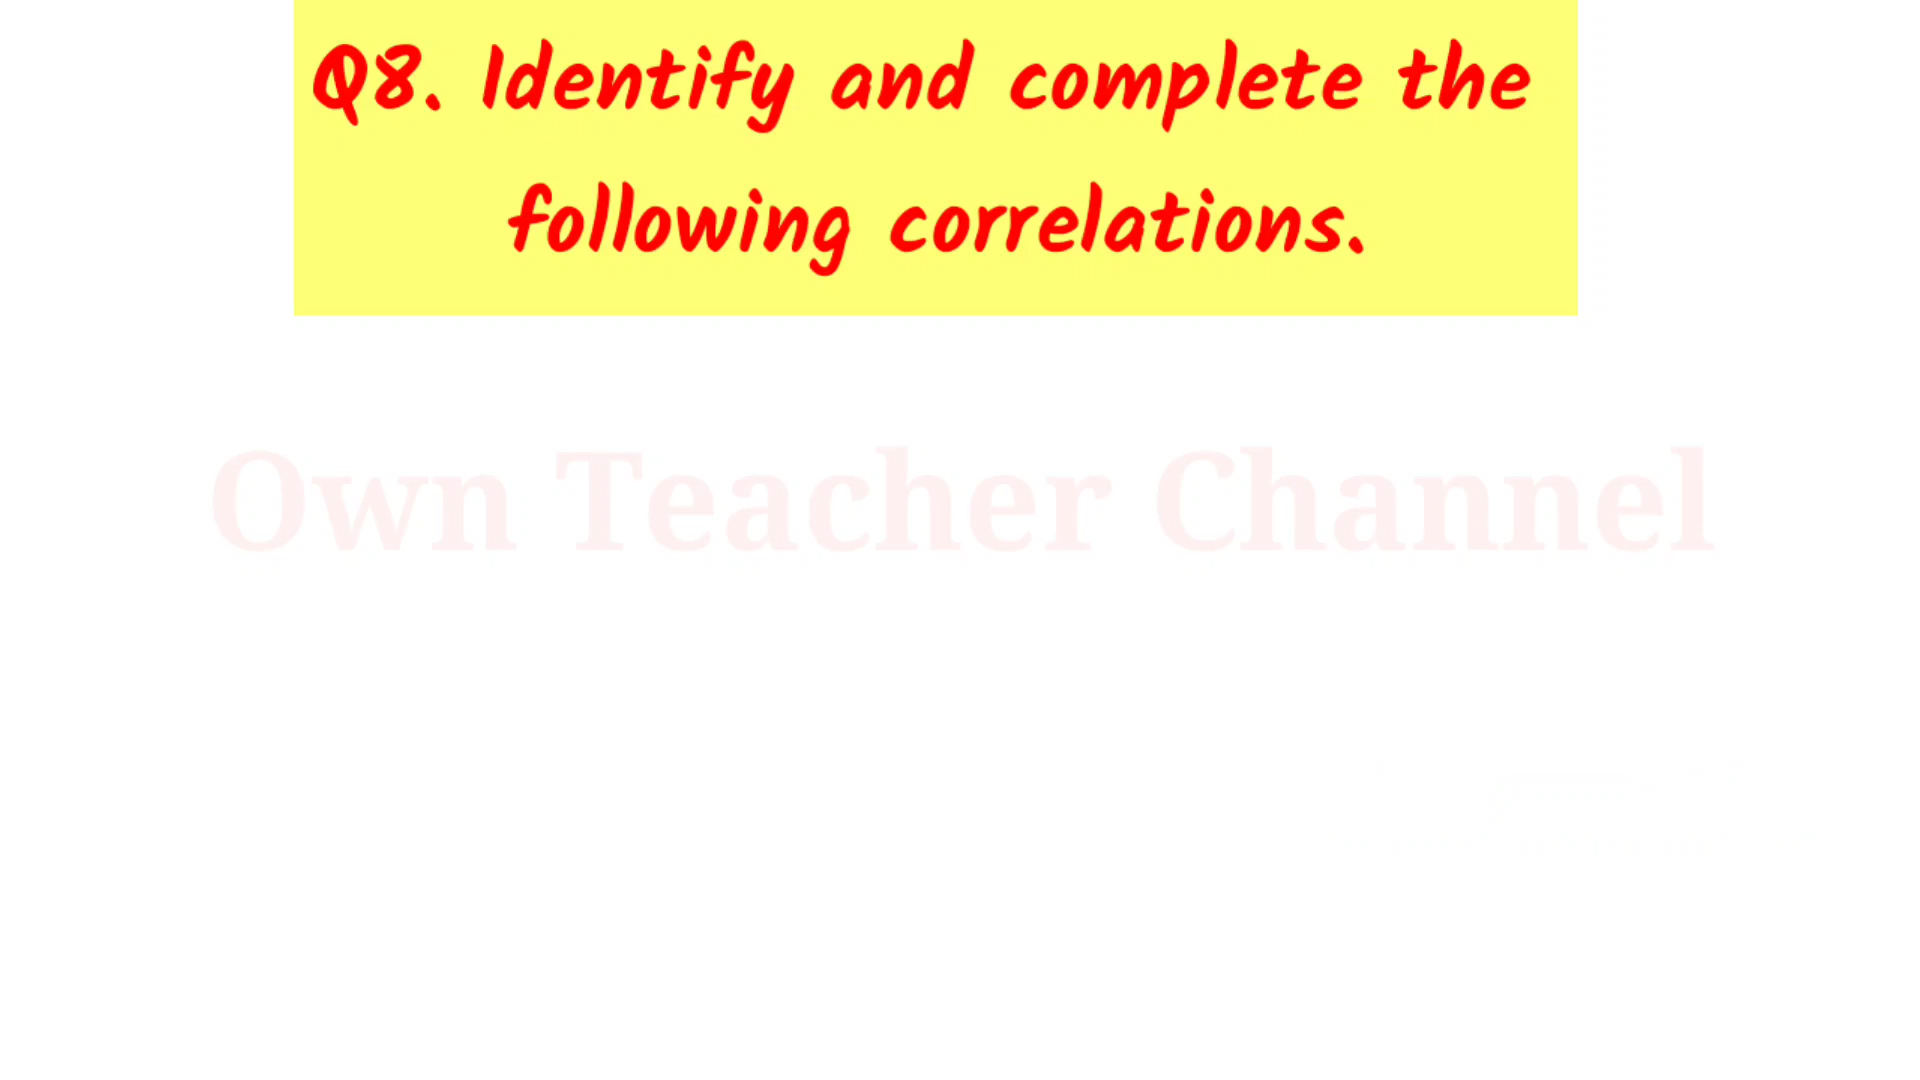 Q8. Identify and complete the
following correlations.
Own Teacher Channel